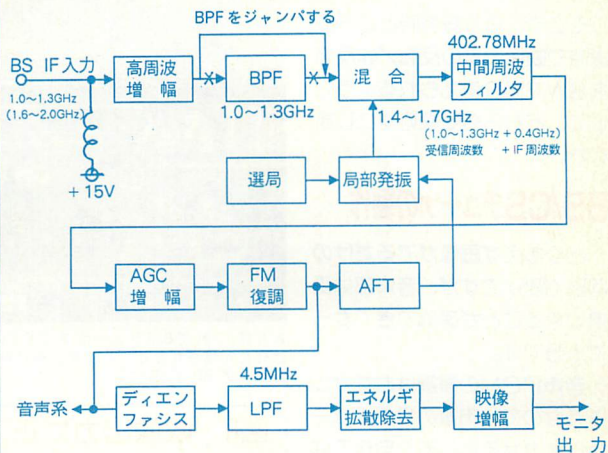 BPFをジャンパする
402.78MHz
BS IF入力
高周波
増 幅
BPF
混 合
中間周波
フィルタ
1.0～1.3GHz
(1.6～2.0GHz)
1.0～1.3GHz
1.4～1.7GHz
(1.0～1.3GHz + 0.4GHz)
受信周波数 + IF周波数
+15V
選局
局部発振
AGC
増 幅
FM
復調
AFT
4.5MHz
音声系
ディエン
ファシス
LPF
エネルギ
拡散除去
映像
増幅
モニタ
出 力